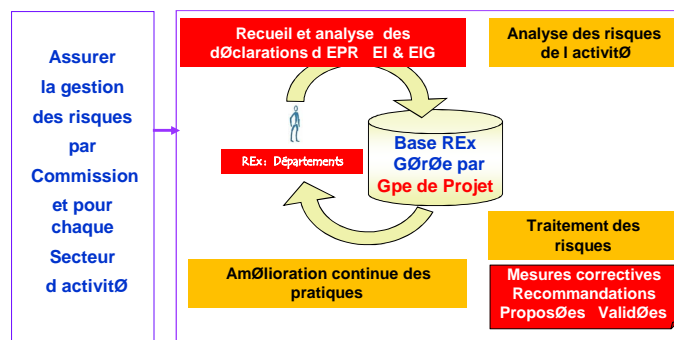 Assurer
la gestion
des risques
par
Commission
et pour
chaque
Secteur
d activitØ
Recueil et analyse des
dØclarations d EPR EI & EIG
Analyse des risques
de l activitØ
REx: Départements
Base REx
GØrØe par
Gpe de Projet
Traitement des
risques
AmØlioration continue des
pratiques
Mesures correctives
Recommandations
ProposØes ValidØes